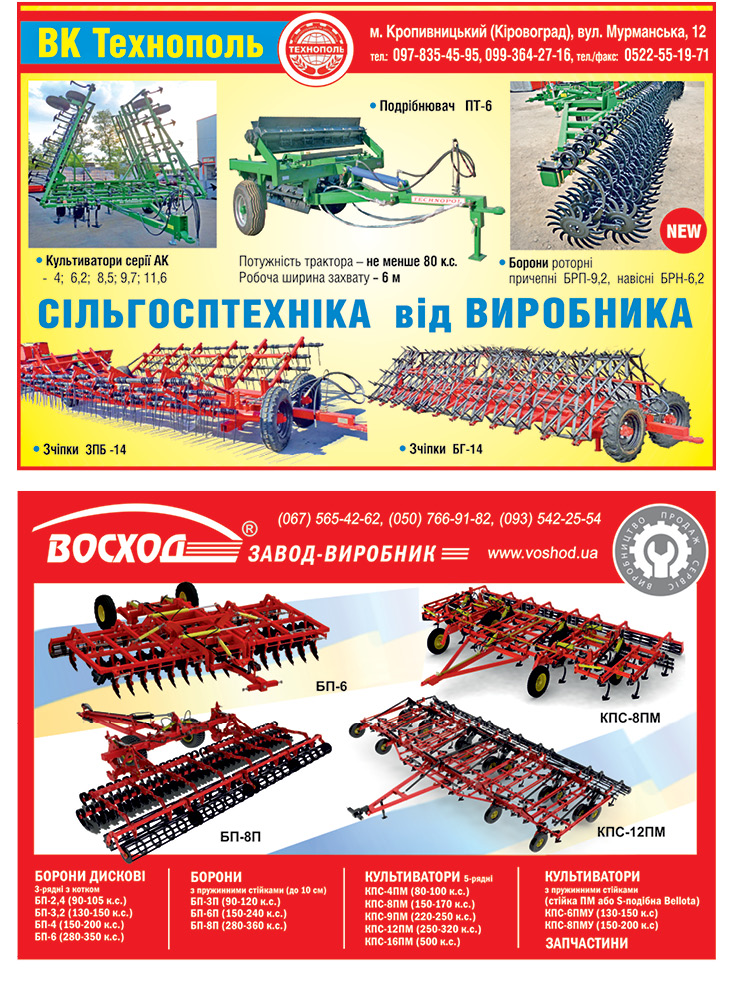 ВК Технополь
ТЕХНОПОЛЬ
м. Кропивницький (Кіровоград), вул. Мурманська, 12
тел.: 097-835-45-95, 099-364-27-16, тел./факс: 0522-55-19-71
• Подрібнювач ПТ-6
TECHNOPOL
NEW
• Культиватори серії АК
- 4; 6,2; 8,5; 9,7; 11,6
Потужність трактора – не менше 80 к.с.
Робоча ширина захвату – 6 м
• Борони роторні
причепні БРП-9,2, навісні БРН-6,2
СІЛЬГОСПТЕХНІКА від ВИРОБНИКА
• Зчіпки ЗПБ -14
• Зчіпки БГ-14
ВОСХОД®
(067) 565-42-62, (050) 766-91-82, (093) 542-25-54
ЗАВОД-ВИРОБНИК
www.voshod.ua
ВИРОБНИЦТВО ПРОДАЖ СЕРВІС
БП-6
КПС-8ПМ
БП-8П
КПС-12ПМ
БОРОНИ ДИСКОВІ
3-рядні з котком
БП-2,4 (90-105 к.с.)
БП-3,2 (130-150 к.с.)
БП-4 (150-200 к.с.)
БП-6 (280-350 к.с.)
БОРОНИ
з пружинними стійками (до 10 см)
БП-3П (90-120 к.с.)
БП-6П (150-240 к.с.)
БП-8П (280-360 к.с.)
КУЛЬТИВАТОРИ 5-рядні
КПС-4ПМ (80-100 к.с.)
КПС-8ПМ (150-170 к.с.)
КПС-9ПМ (220-250 к.с.)
КПС-12ПМ (250-320 к.с.)
КПС-16ПМ (500 к.с.)
КУЛЬТИВАТОРИ
з пружинними стійками
(стійка ПМ або S-подібна Bellota)
КПС-6ПМУ (130-150 к.с)
КПС-8ПМУ (150-200 к.с)
ЗАПЧАСТИНИ